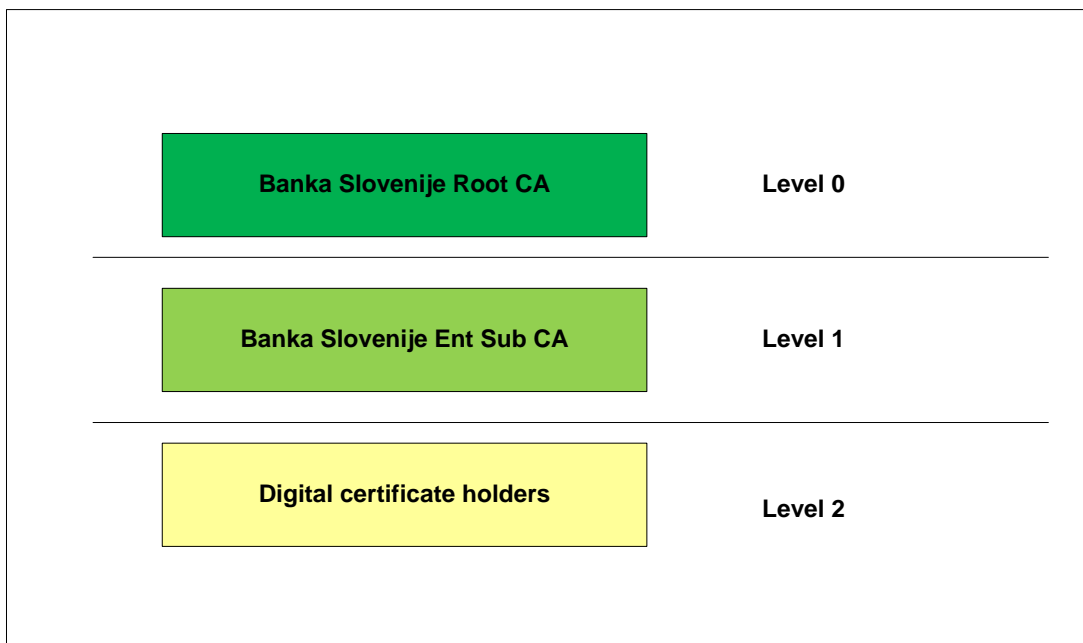 Banka Slovenije Root CA
Level 0
Banka Slovenije Ent Sub CA
Level 1
Digital certificate holders
Level 2